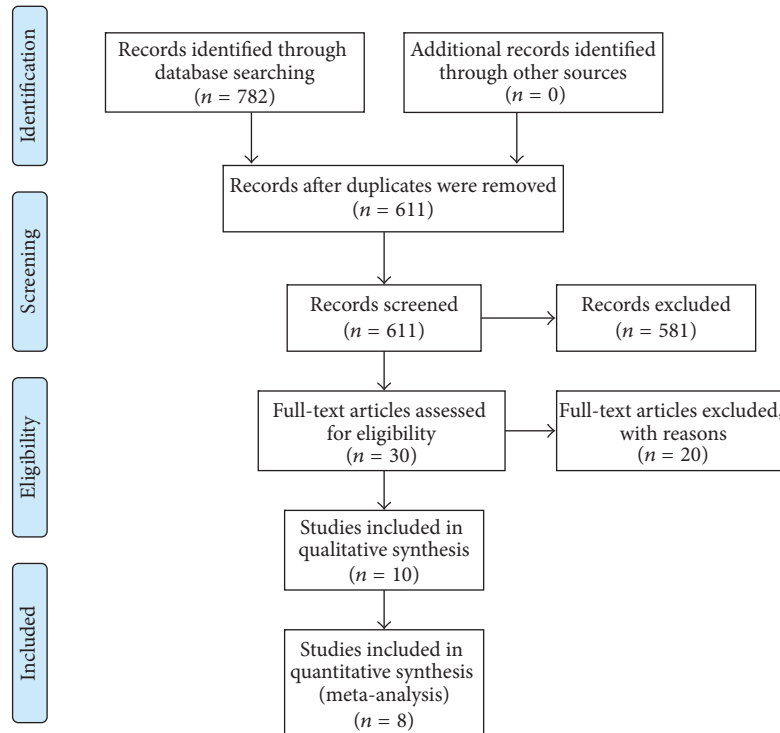 Identification
Records identified through
database searching
(n = 782)
Additional records identified
through other sources
(n = 0)
Records after duplicates were removed
(n = 611)
Screening
Records screened
(n = 611)
Records excluded
(n = 581)
Eligibility
Full-text articles assessed
for eligibility
(n = 30)
Full-text articles excluded,
with reasons
(n = 20)
Studies included in
qualitative synthesis
(n = 10)
Included
Studies included in
quantitative synthesis
(meta-analysis)
(n = 8)